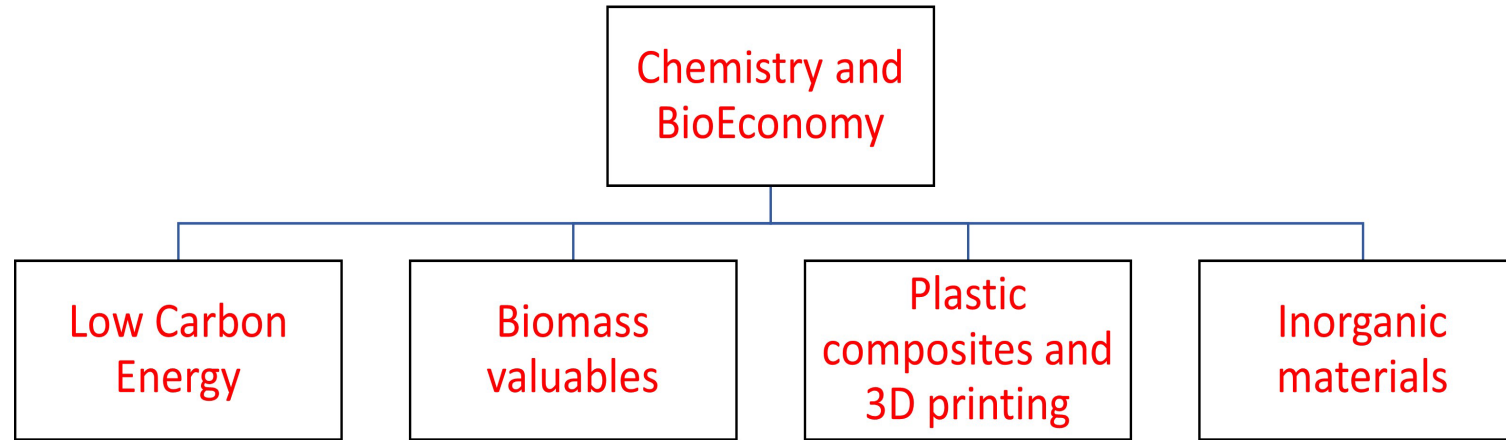 Chemistry and
BioEconomy
Low Carbon
Energy
Biomass
valuables
Plastic
composites and
3D printing
Inorganic
materials